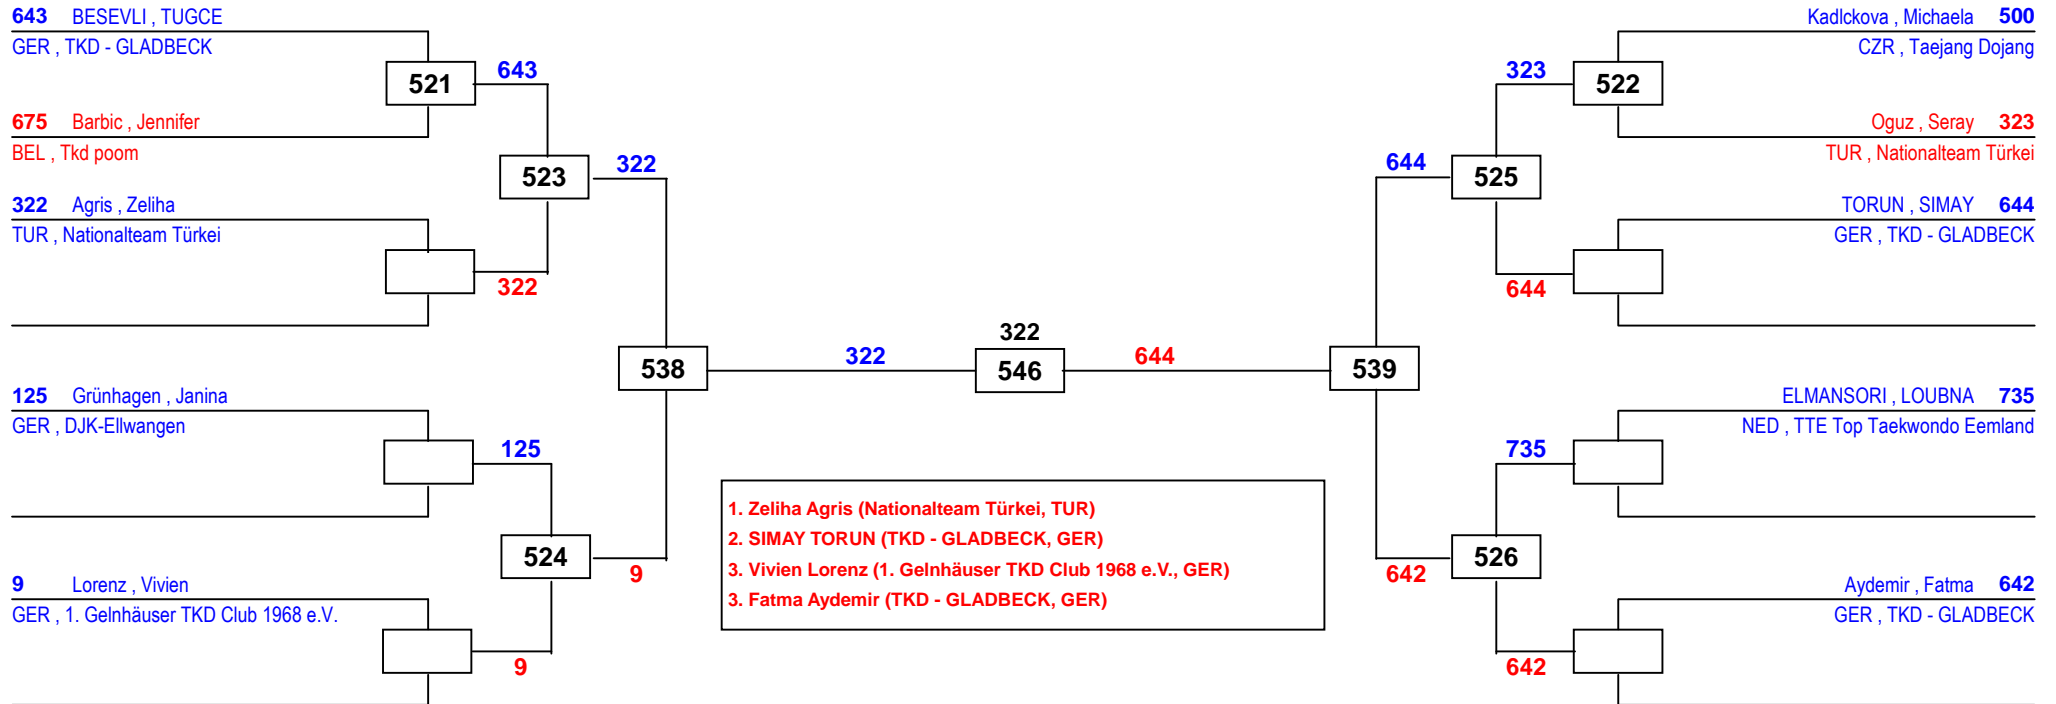 643 BESEVLI , TUGCE
GER , TKD - GLADBECK
521
643
675 Barbic , Jennifer
BEL , Tkd poom
523
322
322 Agris , Zeliha
TUR , Nationalteam Türkei
322
538
322
125 Grünhagen , Janina
GER , DJK-Ellwangen
125
524
9
9 Lorenz , Vivien
GER , 1. Gelnhäuser TKD Club 1968 e.V.
9
322
546
644
1. Zeliha Agris (Nationalteam Türkei, TUR)
2. SIMAY TORUN (TKD - GLADBECK, GER)
3. Vivien Lorenz (1. Gelnhäuser TKD Club 1968 e.V., GER)
3. Fatma Aydemir (TKD - GLADBECK, GER)
Kadlckova , Michaela 500
CZR , Taejang Dojang
323
522
Oguz , Seray 323
TUR , Nationalteam Türkei
644
525
TORUN , SIMAY 644
GER , TKD - GLADBECK
644
539
ELMANSORI , LOUBNA 735
NED , TTE Top Taekwondo Eemland
735
526
642
Aydemir , Fatma 642
GER , TKD - GLADBECK
642